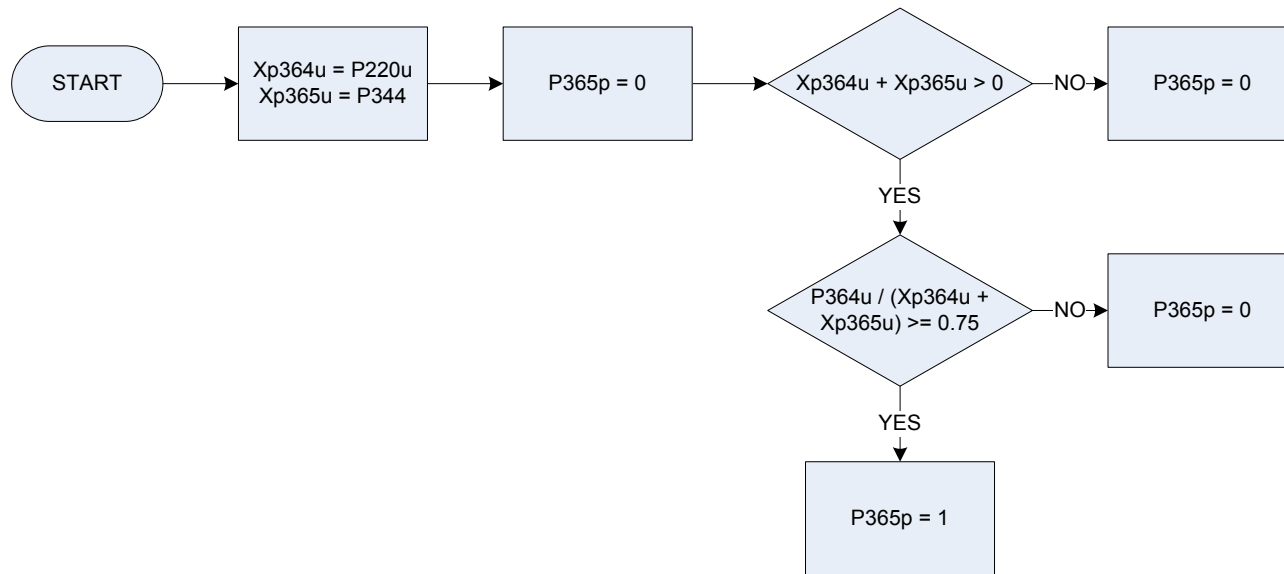 START
Xp364u = P220u
Xp365u = P344
P365p = 0
Xp364u + Xp365u > 0
NO
P365p = 0
YES
P364u / (Xp364u +
Xp365u) >= 0.75
NO
P365p = 0
YES
P365p = 1